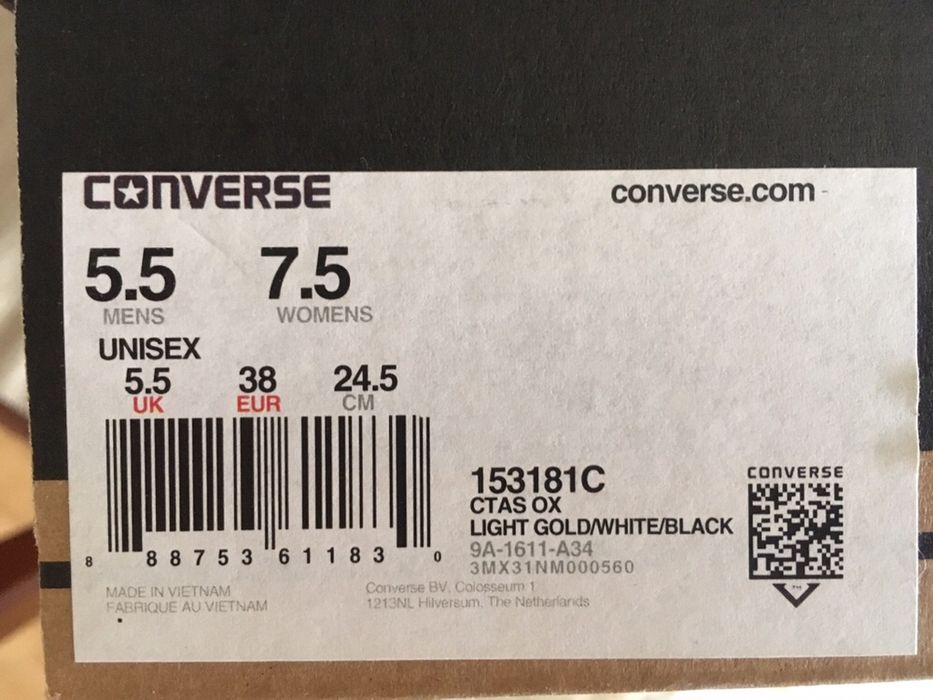 CONVERSE converse.com
5.5 7.5
MENS WOMENS
UNISEX
5.5 38 24.5
UK EUR CM
8 88753 61183 0
153181C
CTAS OX
LIGHT GOLD/WHITE/BLACK
9A-1611-A34
3MX31NM000560
CONVERSE
MADE IN VIETNAM
FABRIQUE AU VIETNAM
Converse BV, Colosseum 1
1213NL Hilversum, The Netherlands